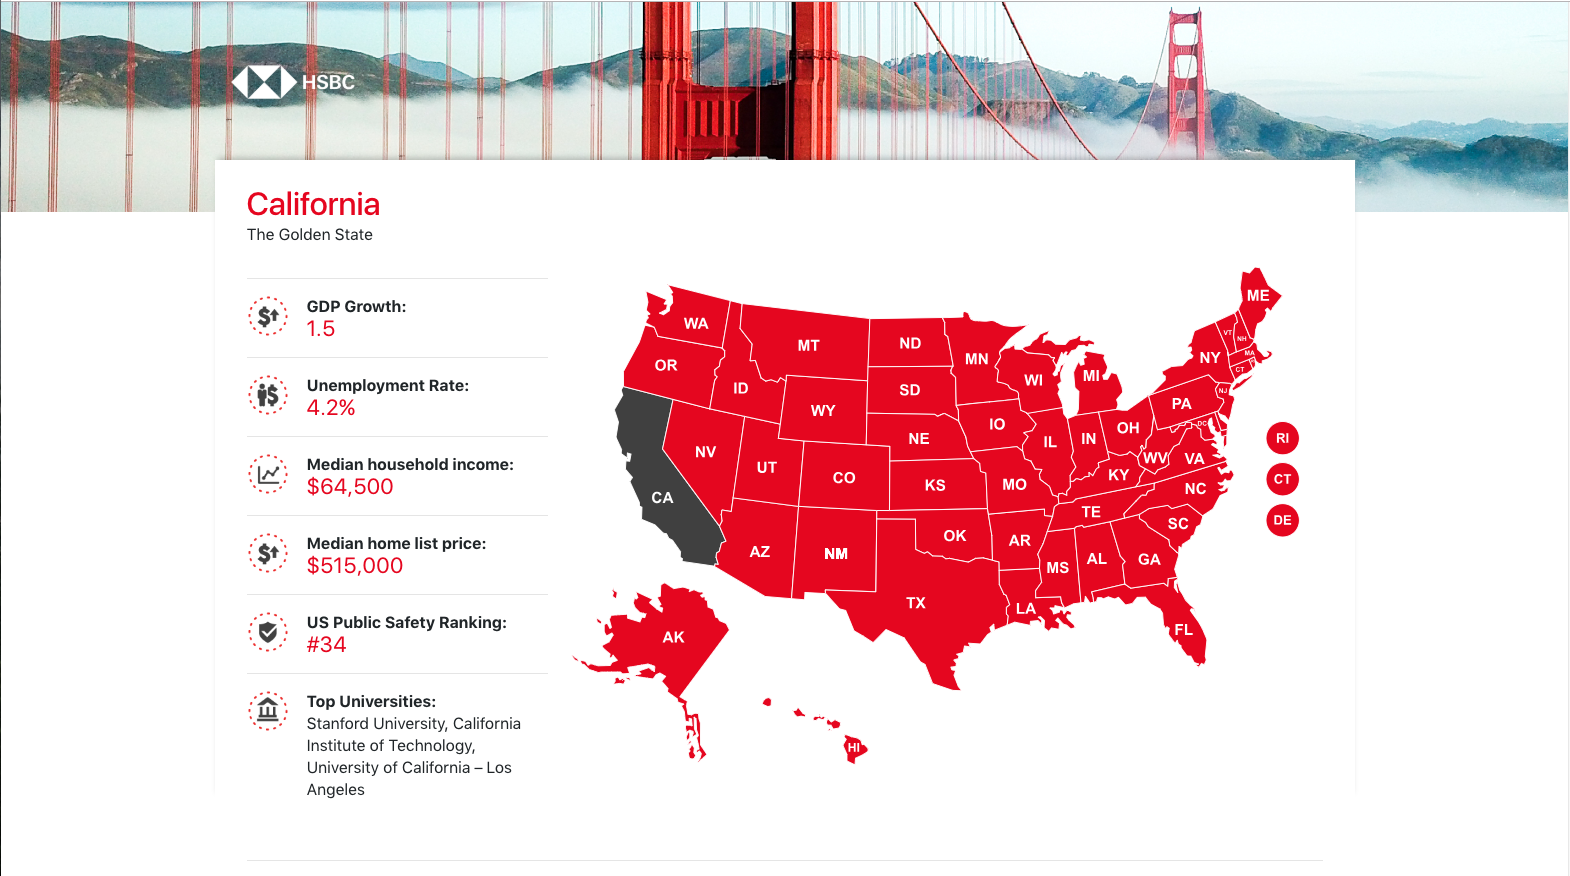 HSBC
California
The Golden State
GDP Growth:
1.5
Unemployment Rate:
4.2%
Median household income:
$64,500
Median home list price:
$515,000
US Public Safety Ranking:
#34
Top Universities:
Stanford University, California
Institute of Technology,
University of California – Los
Angeles
ME
WA
VT
NH
MT
ND
MN
NY
MA
OR
CT
WI
MI
ID
SD
NJ
WY
PA
IO
OH
DC
NE
IL
IN
RI
NV
WV
VA
UT
CO
KY
CT
KS
MO
NC
CA
TE
DE
SC
OK
AR
AZ
NM
AL
GA
MS
TX
LA
FL
AK
HI